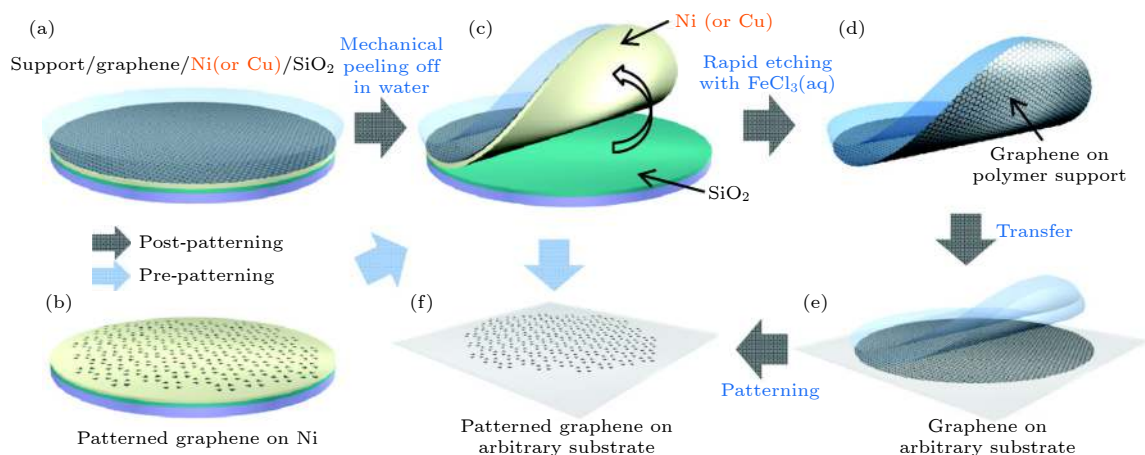 (a)
Support/graphene/Ni(or Cu)/SiO₂
Mechanical
peeling off
in water
(c)
Ni (or Cu)
SiO₂
Rapid etching
with FeCl₃(aq)
(d)
Graphene on
polymer support
Post-patterning
Pre-patterning
Transfer
(b)
Patterned graphene on Ni
(f)
Patterned graphene on
arbitrary substrate
Patterning
(e)
Graphene on
arbitrary substrate